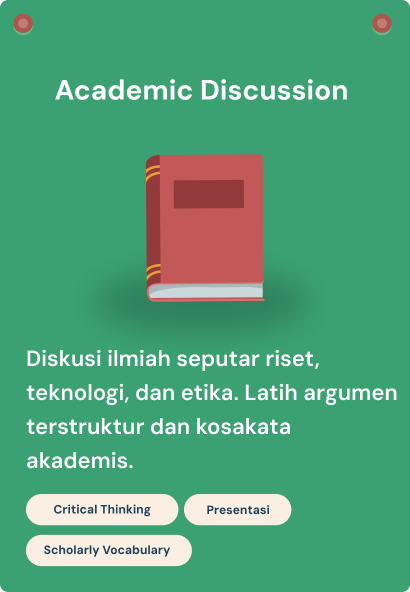 Academic Discussion
Diskusi ilmiah seputar riset,
teknologi, dan etika. Latih argumen
terstruktur dan kosakata
akademis.
Critical Thinking
Presentasi
Scholarly Vocabulary